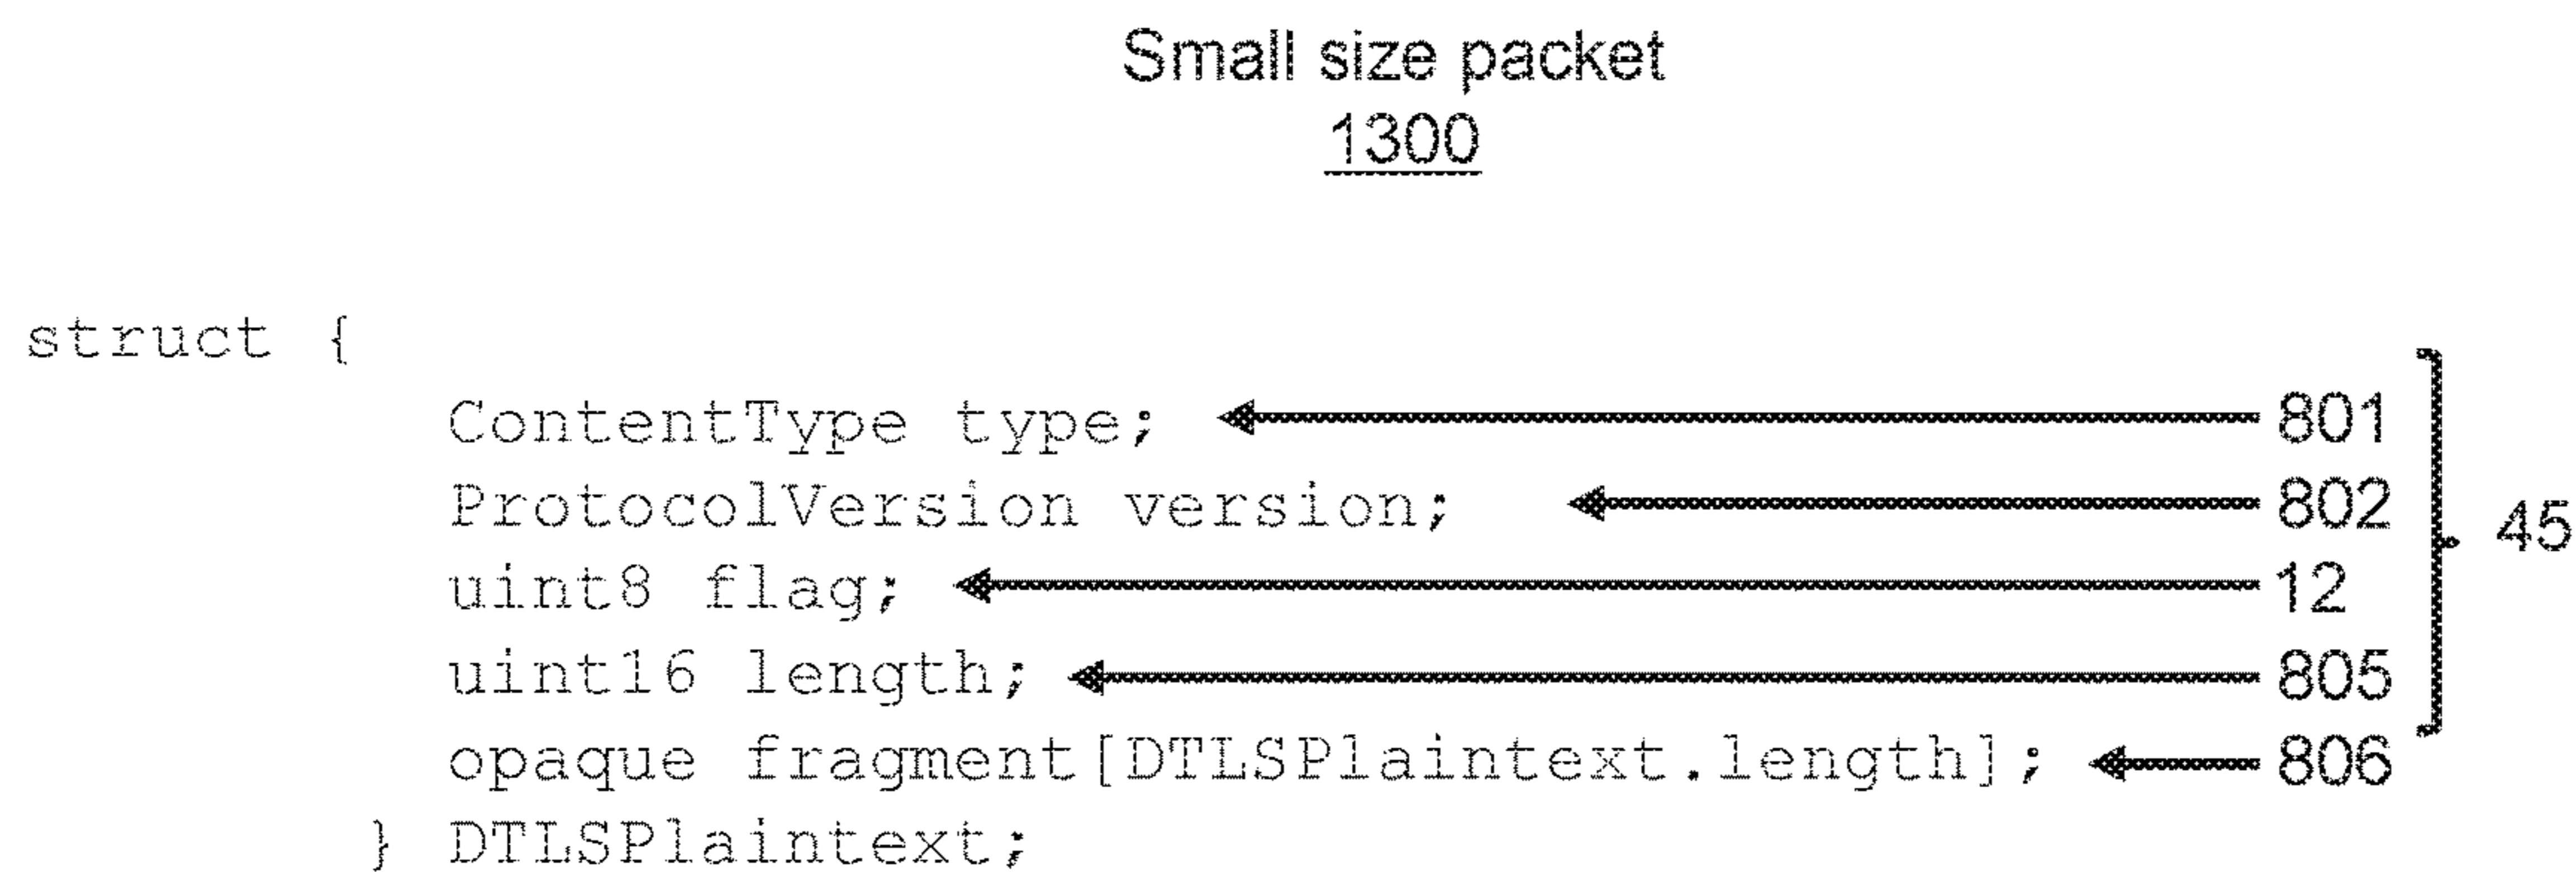 Small size packet
1300
struct {
ContentType type; 801
ProtocolVersion version; 802
uint8 flag; 12
45
uint16 length; 805
opaque fragment[DTLSPlaintext.length]; 806
} DTLSPlaintext;